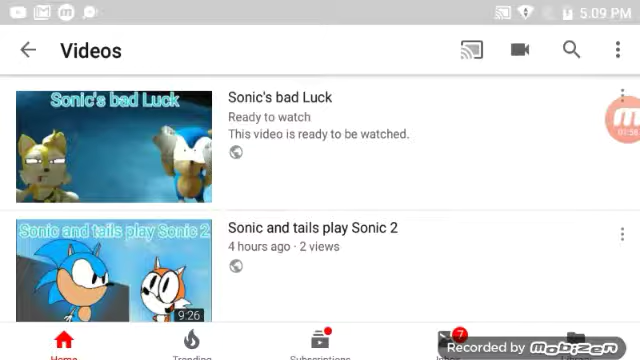 5:09 PM
Videos
Sonic's bad Luck
Sonic's bad Luck
Ready to watch
This video is ready to be watched.
01:56
Sonic and tails play Sonic 2
Sonic and tails play Sonic 2
4 hours ago · 2 views
9:26
7
Home
Trending
Subscriptions
Recorded by mobizen